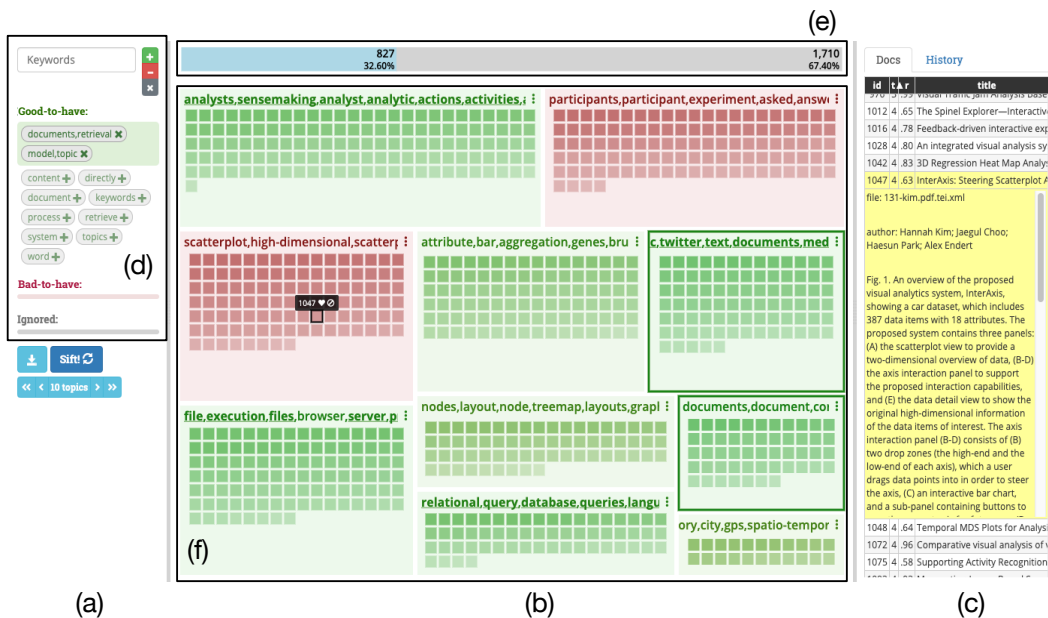 (e)
Keywords
+
−
×
Good-to-have:
documents,retrieval ×
model,topic ×
content + directly +
document + keywords +
process + retrieve +
system + topics +
word +
(d)
Bad-to-have:
Ignored:
Sift!
« ‹ 10 topics › »
(a)
827
32.60%
1,710
67.40%
analysts,sensemaking,analyst,analytic,actions,activities,
participants,participant,experiment,asked,answ
scatterplot,high-dimensional,scatter
1047
attribute,bar,aggregation,genes,bru
c,twitter,text,documents,med
file,execution,files,browser,server,p
nodes,layout,node,treemap,layouts,grapl
documents,document,co
relational,query,database,queries,langu
ory,city,gps,spatio-tempor
(f)
(b)
Docs History
id t▲ r title
1012 4 .65 The Spinel Explorer—Interactiv
1016 4 .78 Feedback-driven interactive exp
1028 4 .80 An integrated visual analysis sy
1042 4 .83 3D Regression Heat Map Analys
1047 4 .63 InterAxis: Steering Scatterplot A
file: 131-kim.pdf.tei.xml
author: Hannah Kim; Jaegul Choo;
Haesun Park; Alex Endert
Fig. 1. An overview of the proposed
visual analytics system, InterAxis,
showing a car dataset, which includes
387 data items with 18 attributes. The
proposed system contains three panels:
(A) the scatterplot view to provide a
two-dimensional overview of data, (B-D)
the axis interaction panel to support
the proposed interaction capabilities,
and (E) the data detail view to show the
original high-dimensional information
of the data items of interest. The axis
interaction panel (B-D) consists of (B)
two drop zones (the high-end and the
low-end of each axis), which a user
drags data points into in order to steer
the axis, (C) an interactive bar chart,
and a sub-panel containing buttons to
1048 4 .64 Temporal MDS Plots for Analysi
1072 4 .96 Comparative visual analysis of v
1075 4 .58 Supporting Activity Recognition
(c)